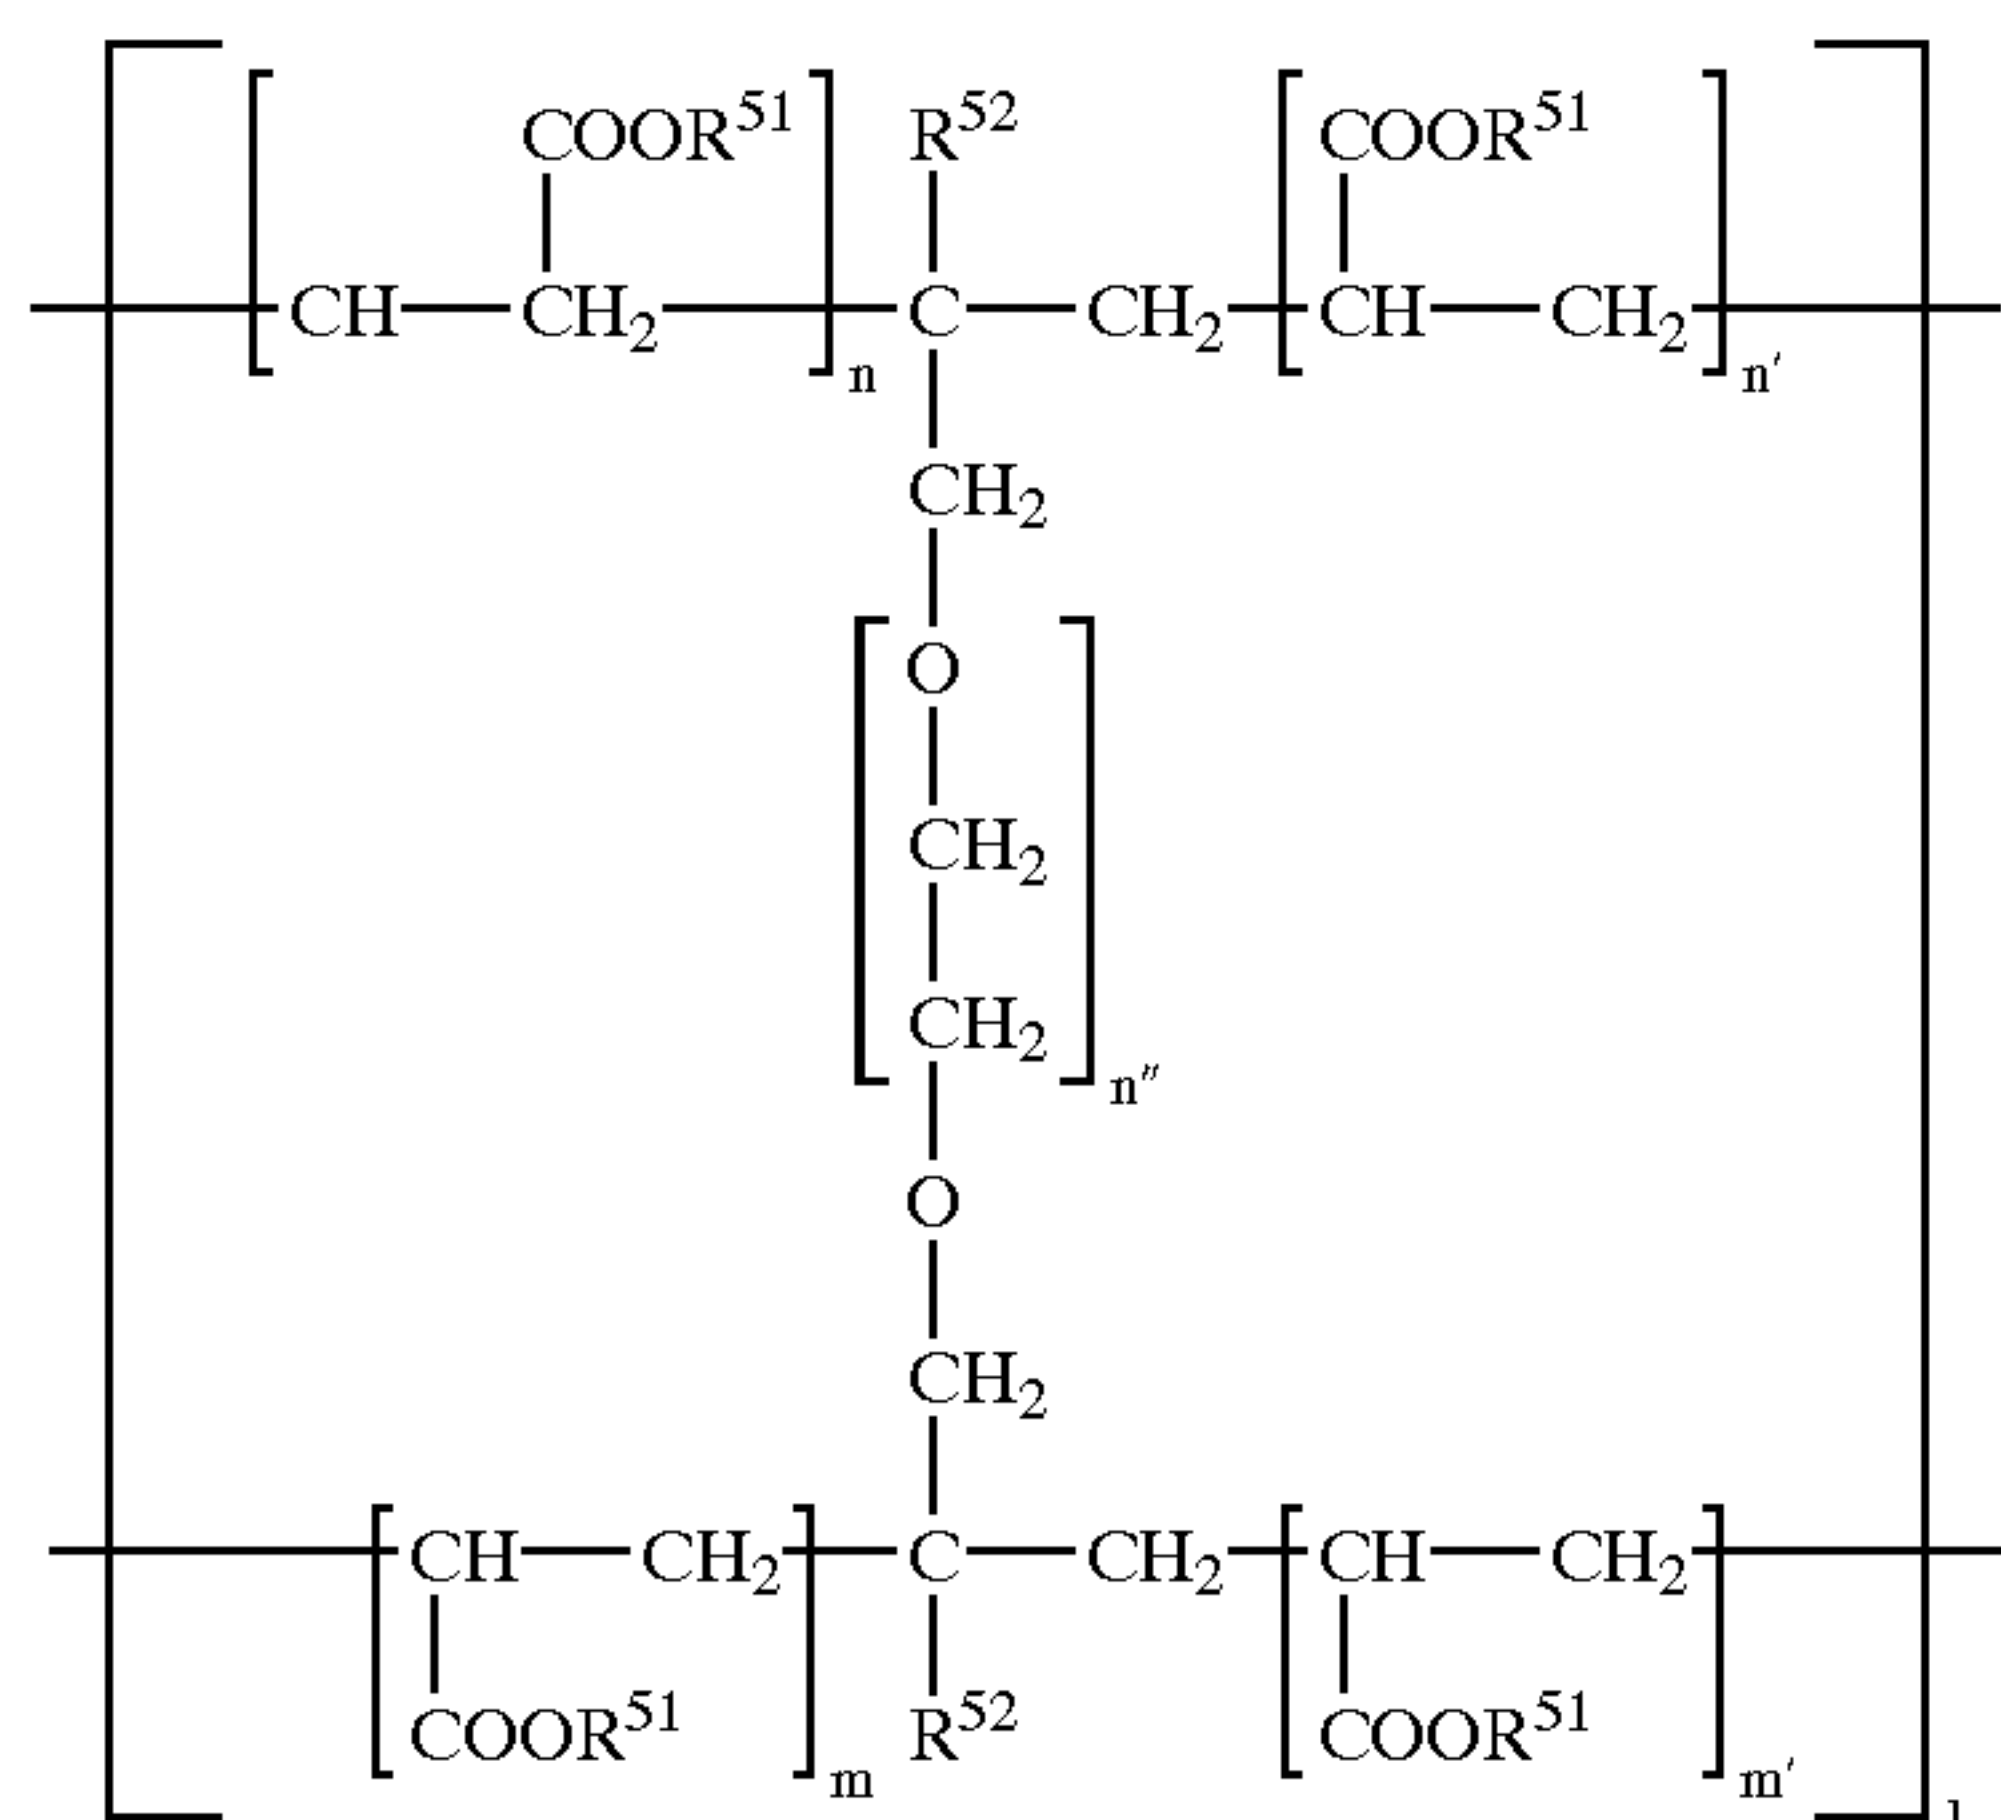 COOR⁵¹ R⁵² COOR⁵¹
CH CH₂ C CH₂ CH CH₂
n n′
CH₂
O
CH₂
CH₂
n″
O
CH₂
CH CH₂ C CH₂ CH CH₂
COOR⁵¹ R⁵² COOR⁵¹
m m′